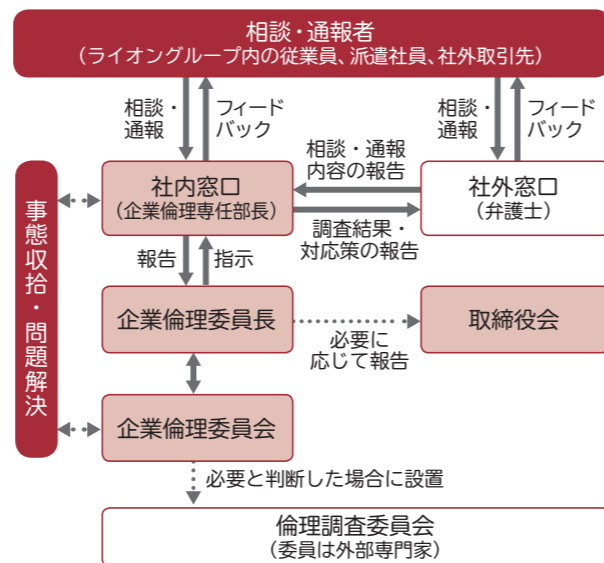 相談・通報者
(ライオングループ内の従業員、派遣社員、社外取引先)
相談・
通報
フィード
バック
相談・
通報
フィード
バック
相談・通報
内容の報告
社内窓口
(企業倫理専任部長)
社外窓口
(弁護士)
調査結果・
対応策の報告
事態収拾・問題解決
報告
指示
企業倫理委員長
取締役会
必要に
応じて報告
企業倫理委員会
必要と判断した場合に設置
倫理調査委員会
(委員は外部専門家)